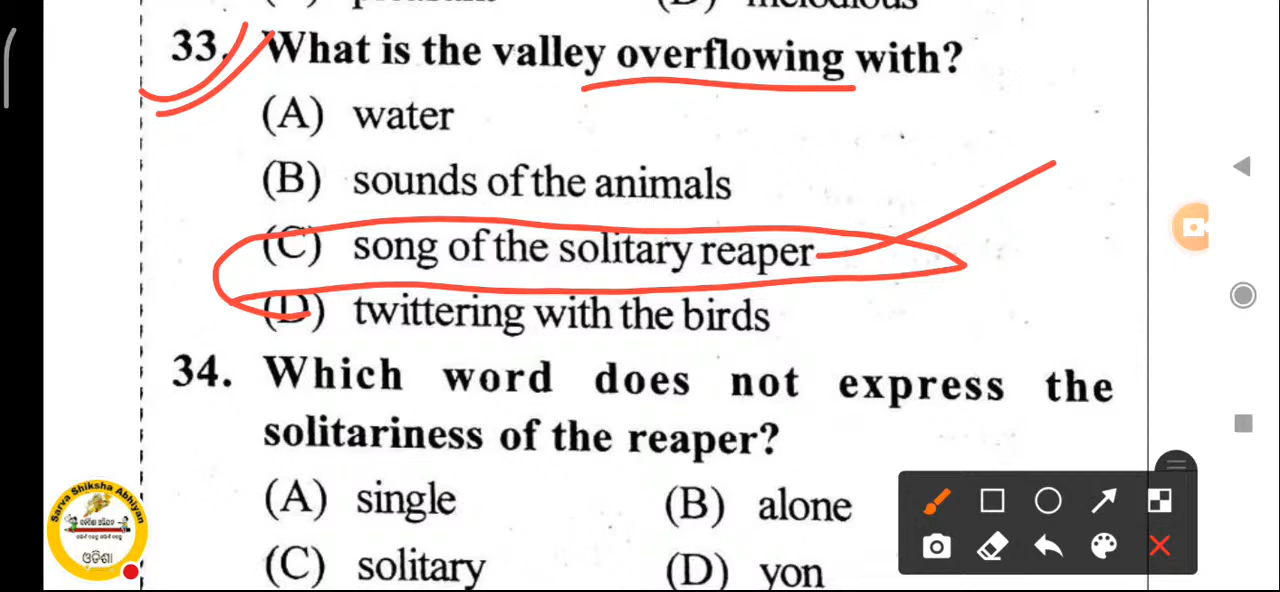 33. What is the valley overflowing with?
(A) water
(B) sounds of the animals
(C) song of the solitary reaper
(D) twittering with the birds
34. Which word does not express the
solitariness of the reaper?
(A) single (B) alone
(C) solitary (D) yon
Sarva Shiksha Abhiyan
ଓଡିଶା